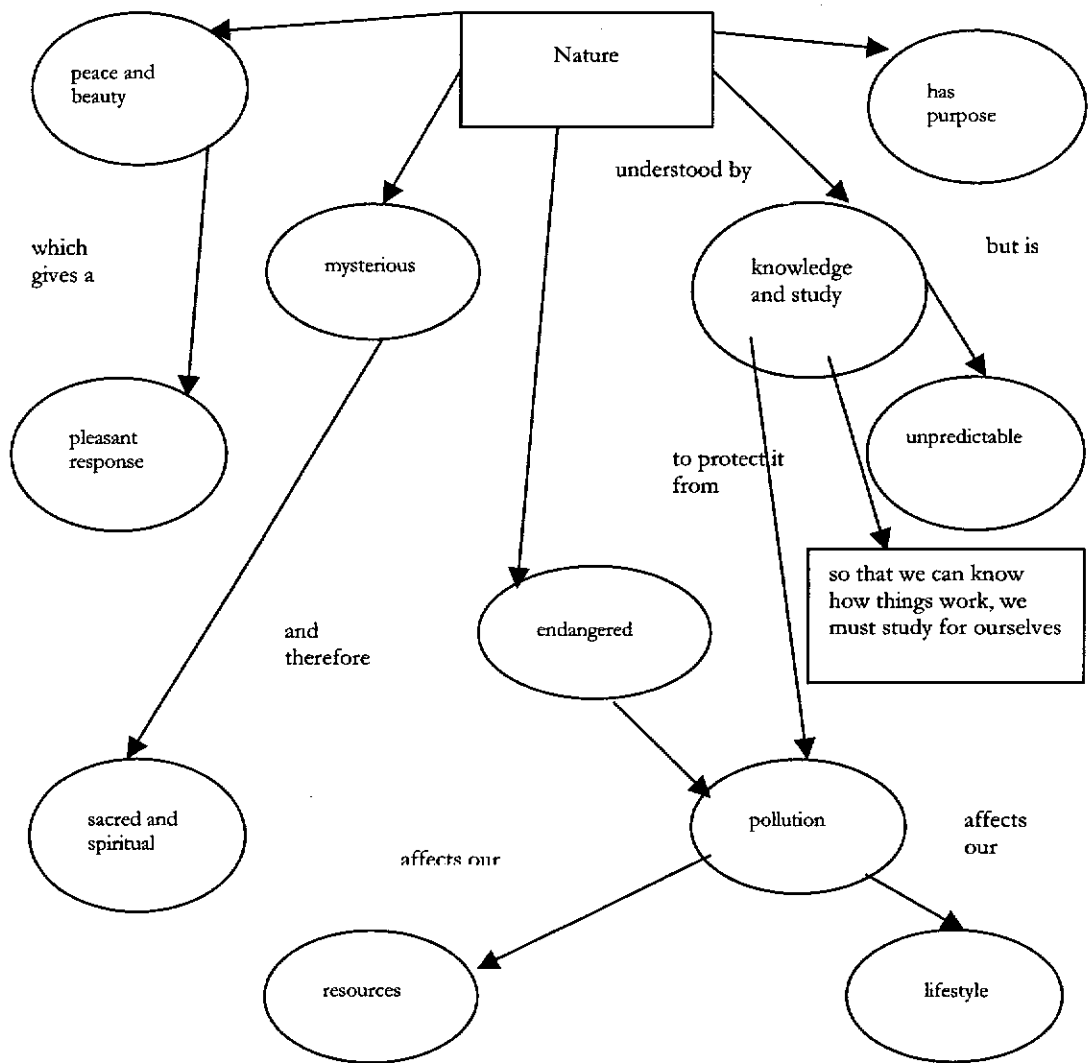 Nature
peace and
beauty
has
purpose
understood by
which
gives a
mysterious
knowledge
and study
but is
pleasant
response
unpredictable
to protect it
from
so that we can know
how things work, we
must study for ourselves
and
therefore
endangered
sacred and
spiritual
pollution
affects
our
affects our
resources
lifestyle